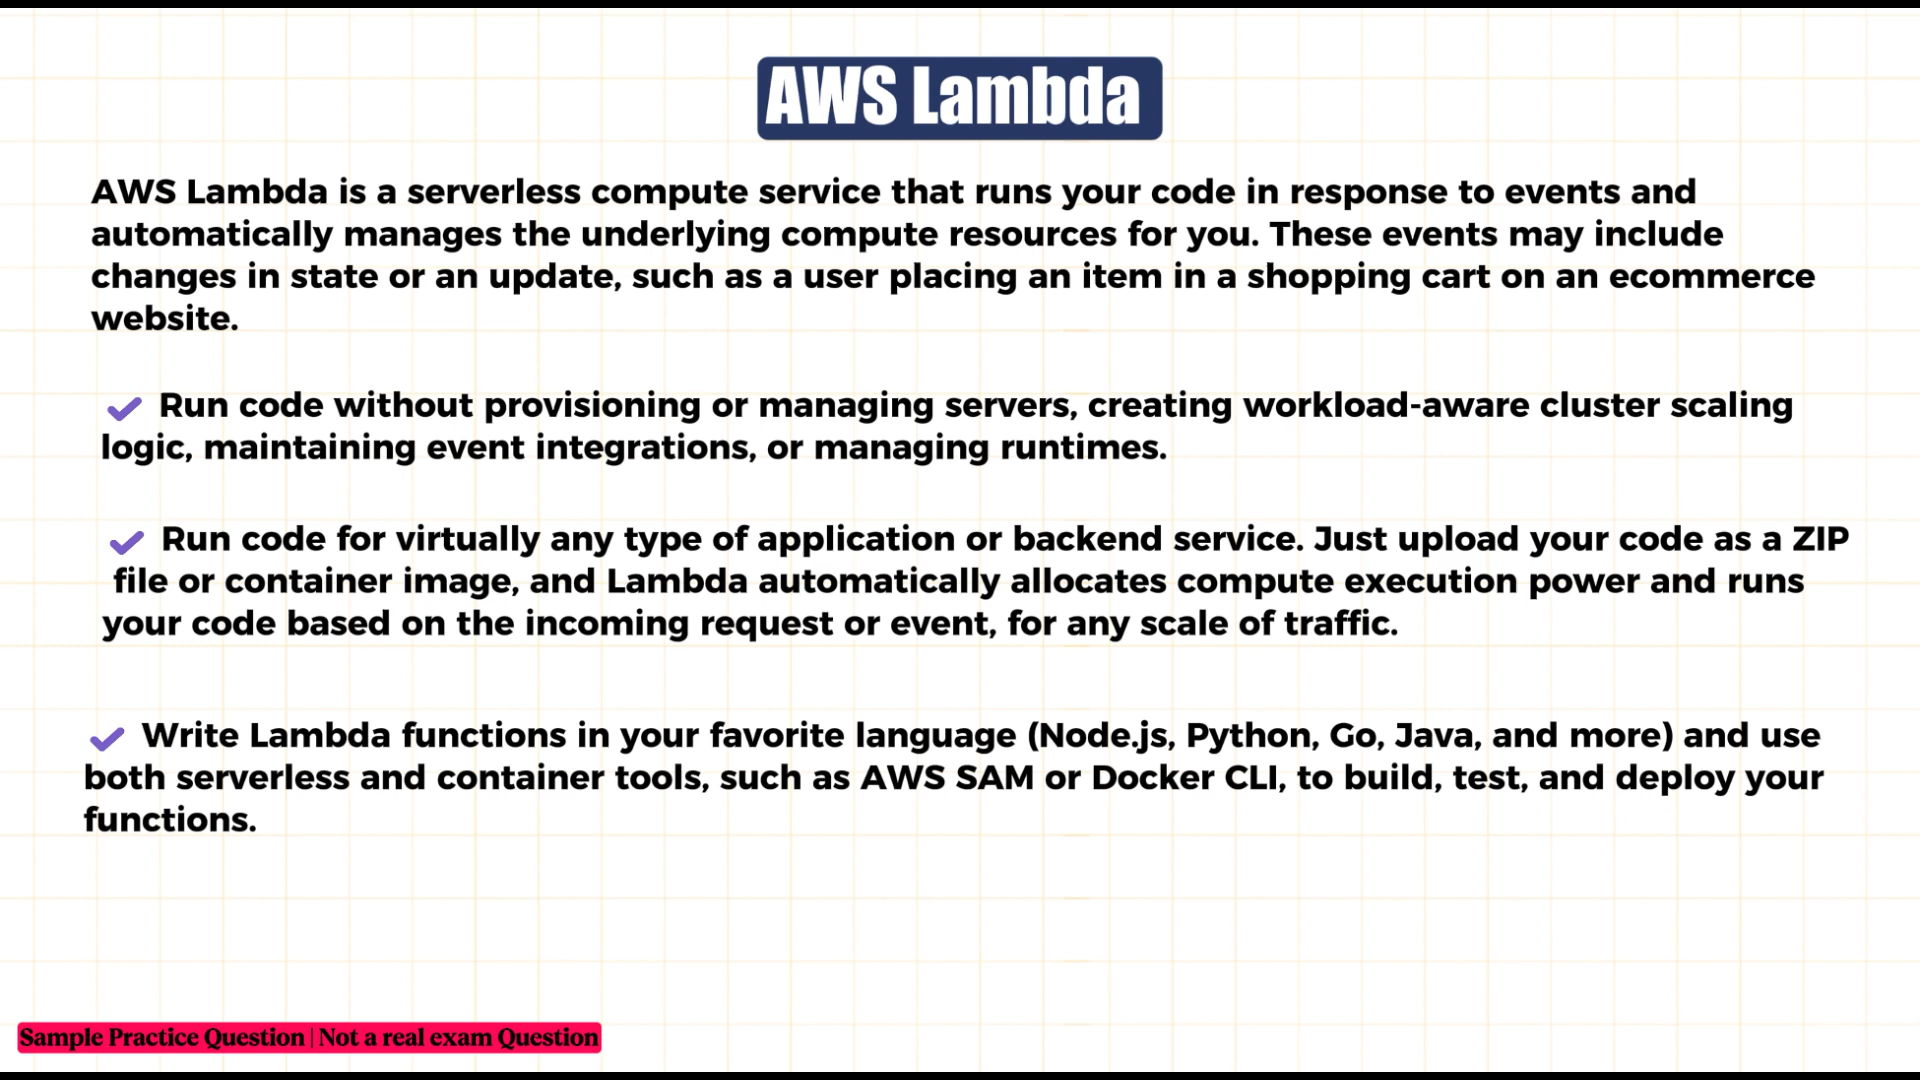 AWS Lambda
AWS Lambda is a serverless compute service that runs your code in response to events and
automatically manages the underlying compute resources for you. These events may include
changes in state or an update, such as a user placing an item in a shopping cart on an ecommerce
website.
Run code without provisioning or managing servers, creating workload-aware cluster scaling
logic, maintaining event integrations, or managing runtimes.
Run code for virtually any type of application or backend service. Just upload your code as a ZIP
file or container image, and Lambda automatically allocates compute execution power and runs
your code based on the incoming request or event, for any scale of traffic.
Write Lambda functions in your favorite language (Node.js, Python, Go, Java, and more) and use
both serverless and container tools, such as AWS SAM or Docker CLI, to build, test, and deploy your
functions.
Sample Practice Question | Not a real exam Question